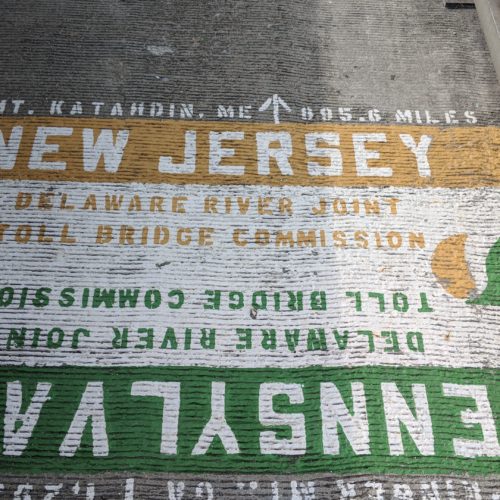 MT. KATAHDIN, ME ↑ 895.6 MILES
NEW JERSEY
DELAWARE RIVER JOINT
TOLL BRIDGE COMMISSION
ENNSYLVA
DELAWARE RIVER JOIN
TOLL BRIDGE COMMISSIO